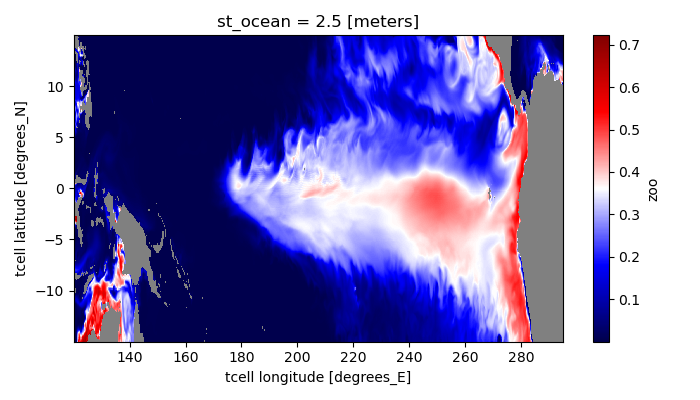 st_ocean = 2.5 [meters]
tcell latitude [degrees_N]
10
5
0
−5
−10
140 160 180 200 220 240 260 280
tcell longitude [degrees_E]
0.7
0.6
0.5
0.4
0.3
0.2
0.1
zoo